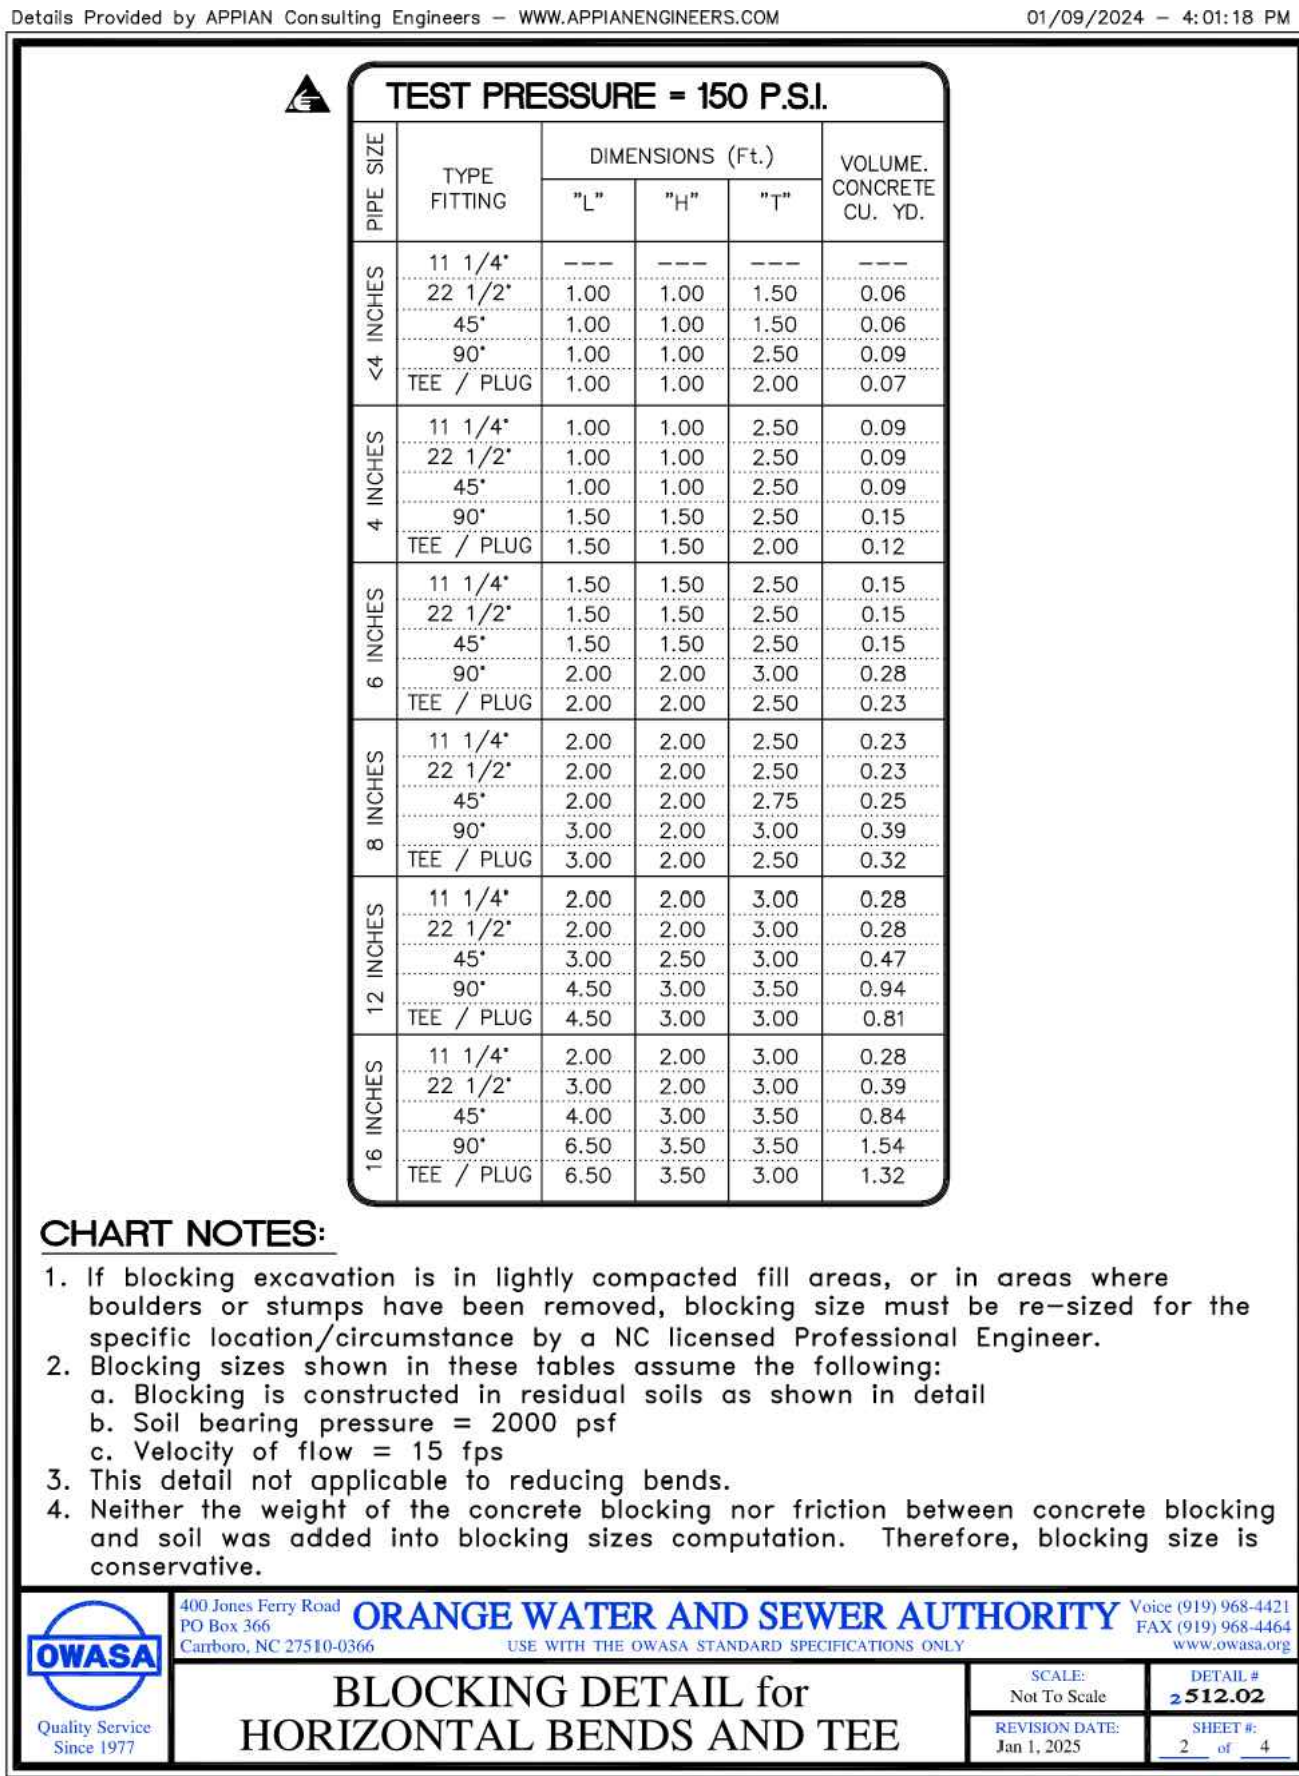 Details Provided by APPIAN Consulting Engineers – WWW.APPIANENGINEERS.COM 01/09/2024 – 4:01:18 PM
TEST PRESSURE = 150 P.S.I.
PIPE SIZE
TYPE FITTING
DIMENSIONS (Ft.)
"L" "H" "T"
VOLUME. CONCRETE CU. YD.
<4 INCHES
11 1/4° --- --- --- ---
22 1/2° 1.00 1.00 1.50 0.06
45° 1.00 1.00 1.50 0.06
90° 1.00 1.00 2.50 0.09
TEE / PLUG 1.00 1.00 2.00 0.07
4 INCHES
11 1/4° 1.00 1.00 2.50 0.09
22 1/2° 1.00 1.00 2.50 0.09
45° 1.00 1.00 2.50 0.09
90° 1.50 1.50 2.50 0.15
TEE / PLUG 1.50 1.50 2.00 0.12
6 INCHES
11 1/4° 1.50 1.50 2.50 0.15
22 1/2° 1.50 1.50 2.50 0.15
45° 1.50 1.50 2.50 0.15
90° 2.00 2.00 3.00 0.28
TEE / PLUG 2.00 2.00 2.50 0.23
8 INCHES
11 1/4° 2.00 2.00 2.50 0.23
22 1/2° 2.00 2.00 2.50 0.23
45° 2.00 2.00 2.75 0.25
90° 3.00 2.00 3.00 0.39
TEE / PLUG 3.00 2.00 2.50 0.32
12 INCHES
11 1/4° 2.00 2.00 3.00 0.28
22 1/2° 2.00 2.00 3.00 0.28
45° 3.00 2.50 3.00 0.47
90° 4.50 3.00 3.50 0.94
TEE / PLUG 4.50 3.00 3.00 0.81
16 INCHES
11 1/4° 2.00 2.00 3.00 0.28
22 1/2° 3.00 2.00 3.00 0.39
45° 4.00 3.00 3.50 0.84
90° 6.50 3.50 3.50 1.54
TEE / PLUG 6.50 3.50 3.00 1.32
CHART NOTES:
1. If blocking excavation is in lightly compacted fill areas, or in areas where
boulders or stumps have been removed, blocking size must be re-sized for the
specific location/circumstance by a NC licensed Professional Engineer.
2. Blocking sizes shown in these tables assume the following:
a. Blocking is constructed in residual soils as shown in detail
b. Soil bearing pressure = 2000 psf
c. Velocity of flow = 15 fps
3. This detail not applicable to reducing bends.
4. Neither the weight of the concrete blocking nor friction between concrete blocking
and soil was added into blocking sizes computation. Therefore, blocking size is
conservative.
OWASA
Quality Service
Since 1977
400 Jones Ferry Road
PO Box 366
Carrboro, NC 27510-0366
ORANGE WATER AND SEWER AUTHORITY
USE WITH THE OWASA STANDARD SPECIFICATIONS ONLY
Voice (919) 968-4421
FAX (919) 968-4464
www.owasa.org
BLOCKING DETAIL for
HORIZONTAL BENDS AND TEE
SCALE:
Not To Scale
DETAIL #
2 512.02
REVISION DATE:
Jan 1, 2025
SHEET #:
2 of 4